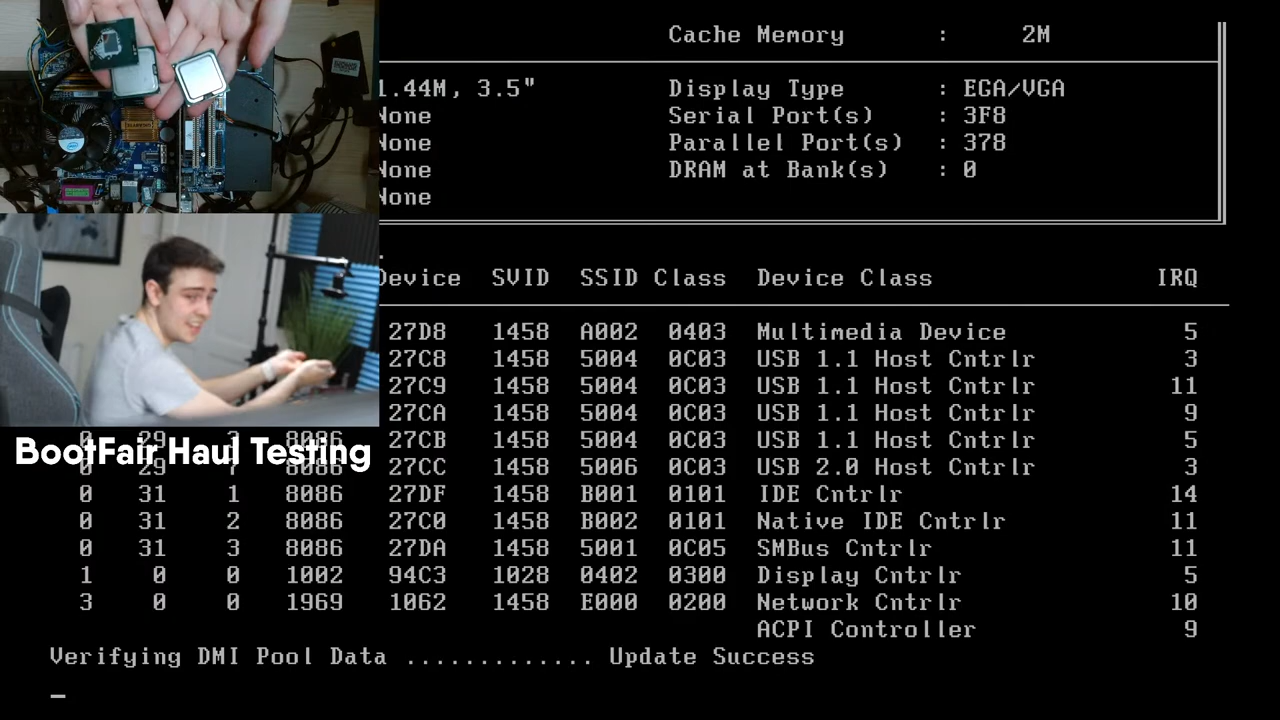 Cache Memory : 2M
1.44M, 3.5" Display Type : EGA/VGA
None Serial Port(s) : 3F8
None Parallel Port(s) : 378
None DRAM at Bank(s) : 0
None
.
Device SVID SSID Class Device Class IRQ
27D8 1458 A002 0403 Multimedia Device 5
27C8 1458 5004 0C03 USB 1.1 Host Cntrlr 3
27C9 1458 5004 0C03 USB 1.1 Host Cntrlr 11
27CA 1458 5004 0C03 USB 1.1 Host Cntrlr 9
0 29 3 8086 27CB 1458 5004 0C03 USB 1.1 Host Cntrlr 5
BootFair Haul Testing
0 29 7 8086 27CC 1458 5006 0C03 USB 2.0 Host Cntrlr 3
0 31 1 8086 27DF 1458 B001 0101 IDE Cntrlr 14
0 31 2 8086 27C0 1458 B002 0101 Native IDE Cntrlr 11
0 31 3 8086 27DA 1458 5001 0C05 SMBus Cntrlr 11
1 0 0 1002 94C3 1028 0402 0300 Display Cntrlr 5
3 0 0 1969 1062 1458 E000 0200 Network Cntrlr 10
ACPI Controller 9
Verifying DMI Pool Data ............. Update Success
_